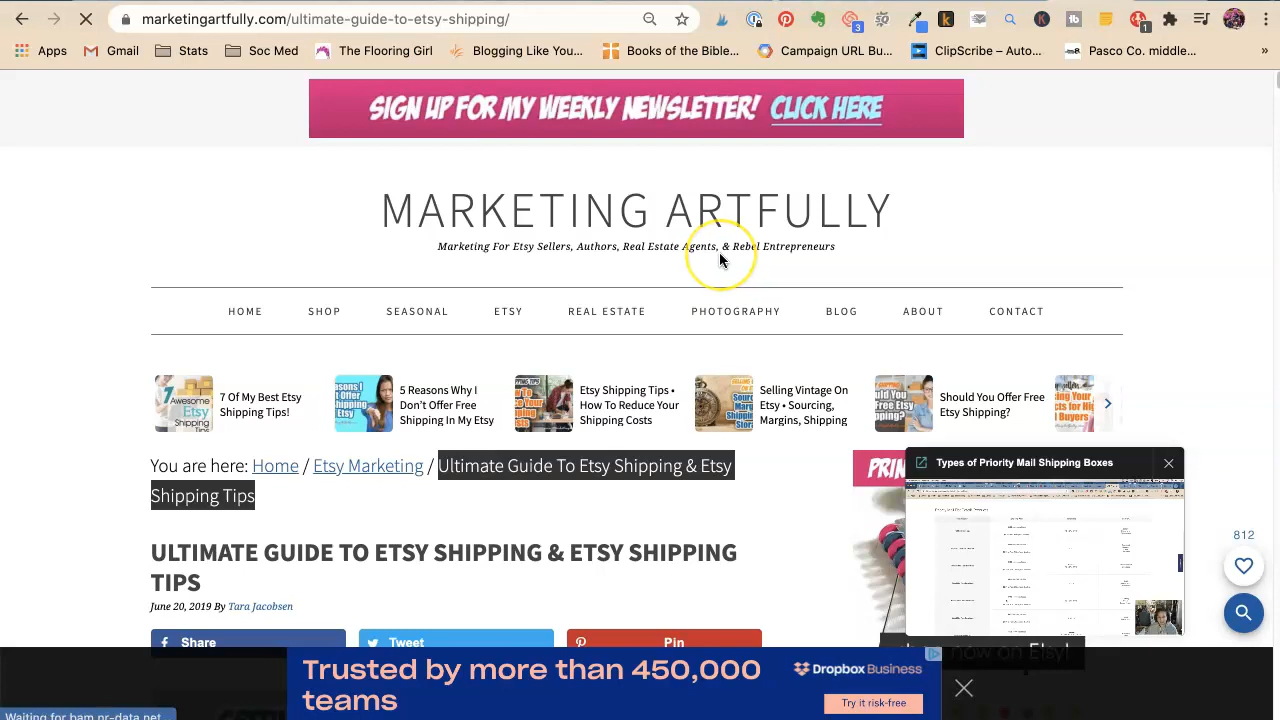 marketingartfully.com/ultimate-guide-to-etsy-shipping/
Apps
Gmail
Stats
Soc Med
The Flooring Girl
Blogging Like You...
Books of the Bible...
Campaign URL Bu...
ClipScribe – Auto...
Pasco Co. middle...
»
SIGN UP FOR MY WEEKLY NEWSLETTER! CLICK HERE
MARKETING ARTFULLY
Marketing For Etsy Sellers, Authors, Real Estate Agents, & Rebel Entrepreneurs
HOME SHOP SEASONAL ETSY REAL ESTATE PHOTOGRAPHY BLOG ABOUT CONTACT
7 Of My Best Etsy
Shipping Tips!
5 Reasons Why I
Don't Offer Free
Shipping In My Etsy
Etsy Shipping Tips •
How To Reduce Your
Shipping Costs
Selling Vintage On
Etsy • Sourcing,
Margins, Shipping
Should You Offer Free
Etsy Shipping?
You are here: Home / Etsy Marketing / Ultimate Guide To Etsy Shipping & Etsy
Shipping Tips
Types of Priority Mail Shipping Boxes
812
ULTIMATE GUIDE TO ETSY SHIPPING & ETSY SHIPPING
TIPS
June 20, 2019 By Tara Jacobsen
Share
Tweet
Pin
now on Etsy!
Trusted by more than 450,000
teams
Dropbox Business
Try it risk-free
Waiting for bam.nr-data.net